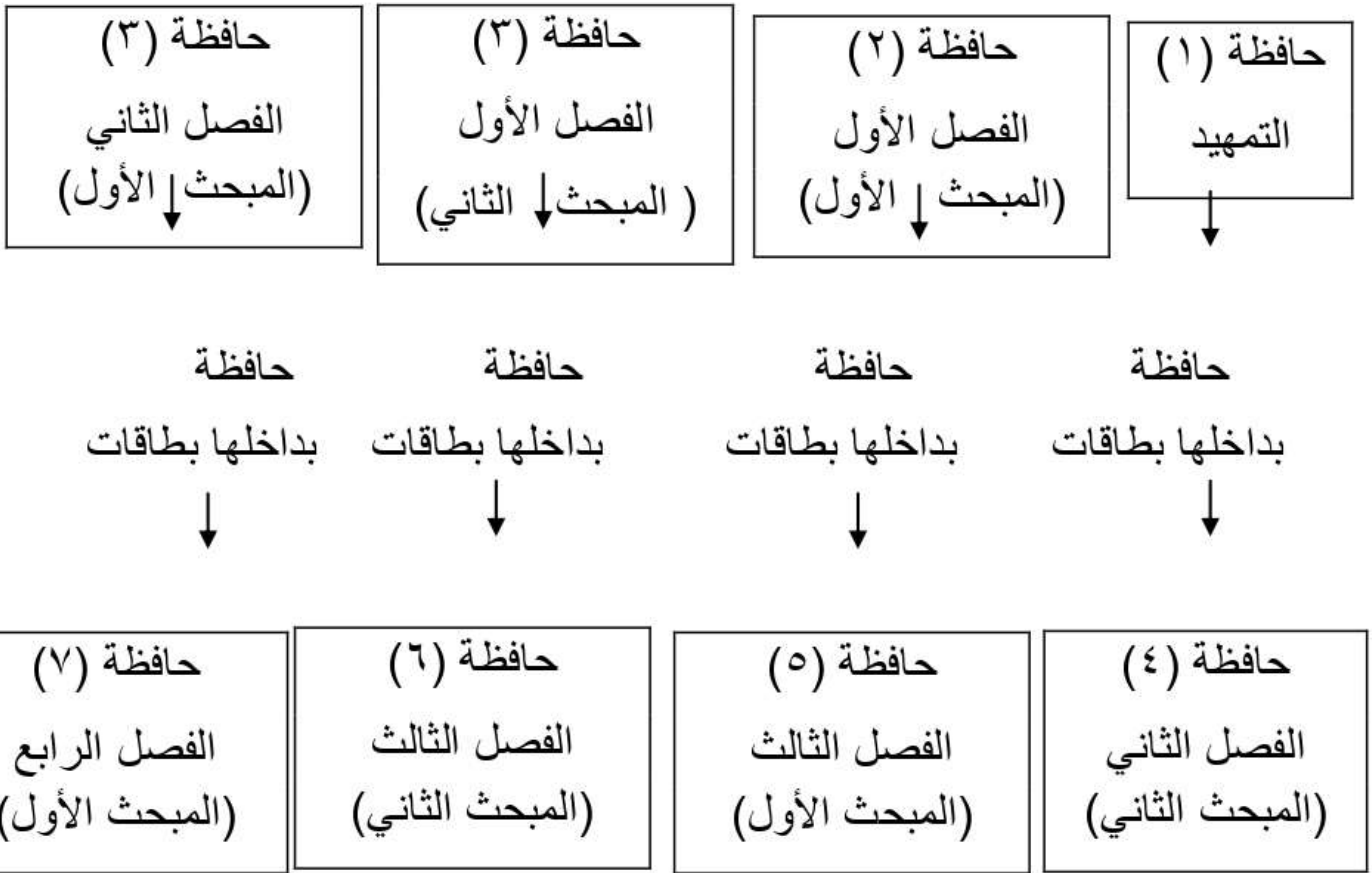 حافظة (١)
التمهيد
حافظة (٢)
الفصل الأول
(المبحث الأول)
حافظة (٣)
الفصل الأول
( المبحث الثاني)
حافظة (٣)
الفصل الثاني
(المبحث الأول)
حافظة
بداخلها بطاقات
حافظة
بداخلها بطاقات
حافظة
بداخلها بطاقات
حافظة
بداخلها بطاقات
حافظة (٤)
الفصل الثاني
(المبحث الثاني)
حافظة (٥)
الفصل الثالث
(المبحث الأول)
حافظة (٦)
الفصل الثالث
(المبحث الثاني)
حافظة (٧)
الفصل الرابع
(المبحث الأول)